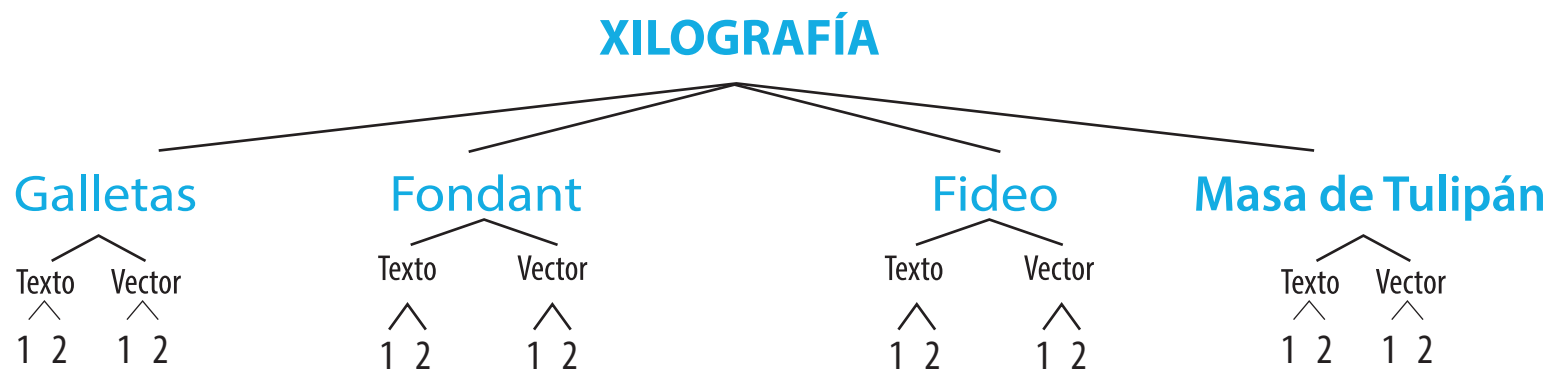 XILOGRAFÍA
Galletas Fondant Fideo Masa de Tulipán
Texto Vector Texto Vector Texto Vector Texto Vector
1 2 1 2 1 2 1 2 1 2 1 2 1 2 1 2